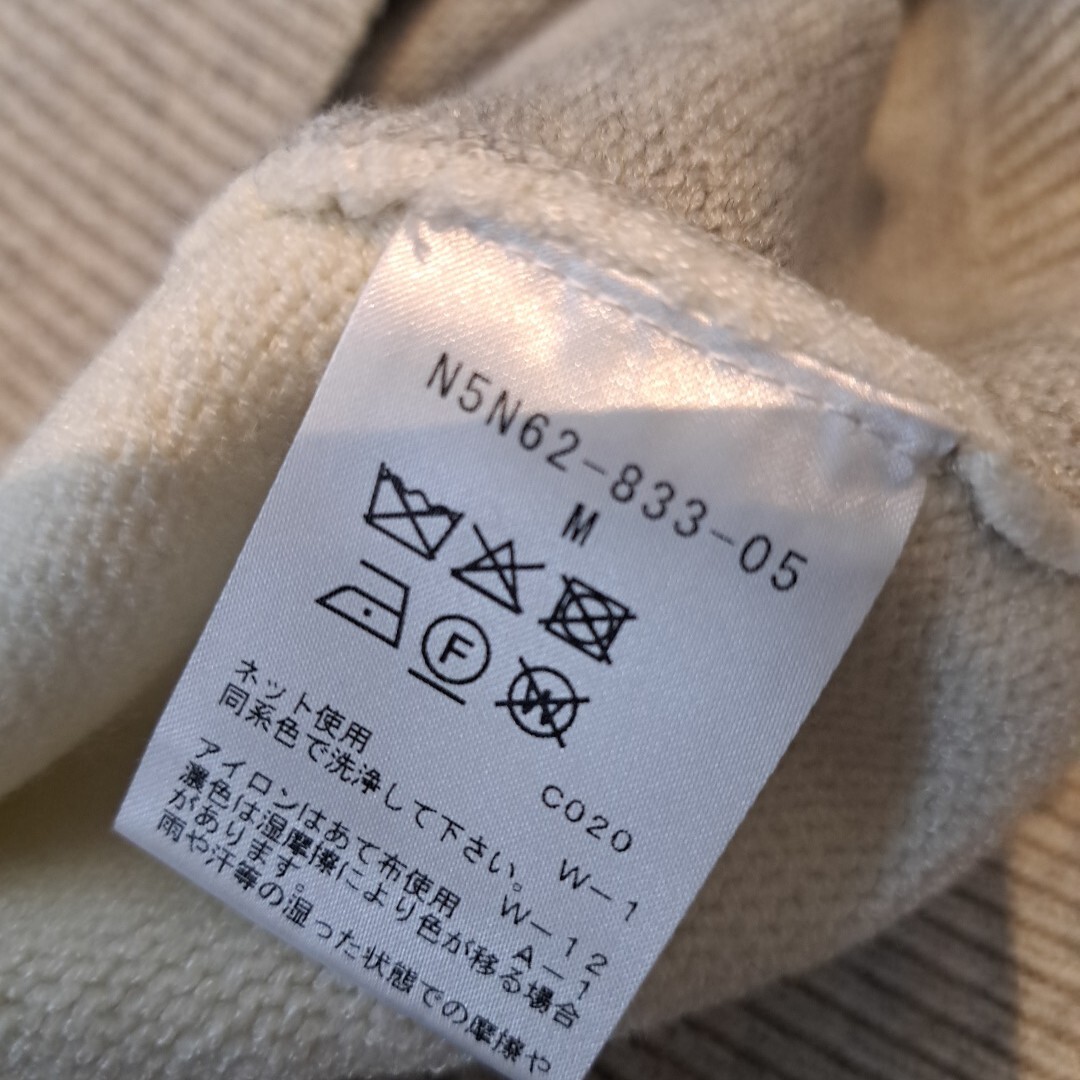 N5N62-833-05
M
F
W
C020
ネット使用 W-1
同系色で洗浄して下さい。 W-12
アイロンはあて布使用 A-1
濃色は湿摩擦により色が移る場合
があります。
雨や汗等の湿った状態での摩擦や